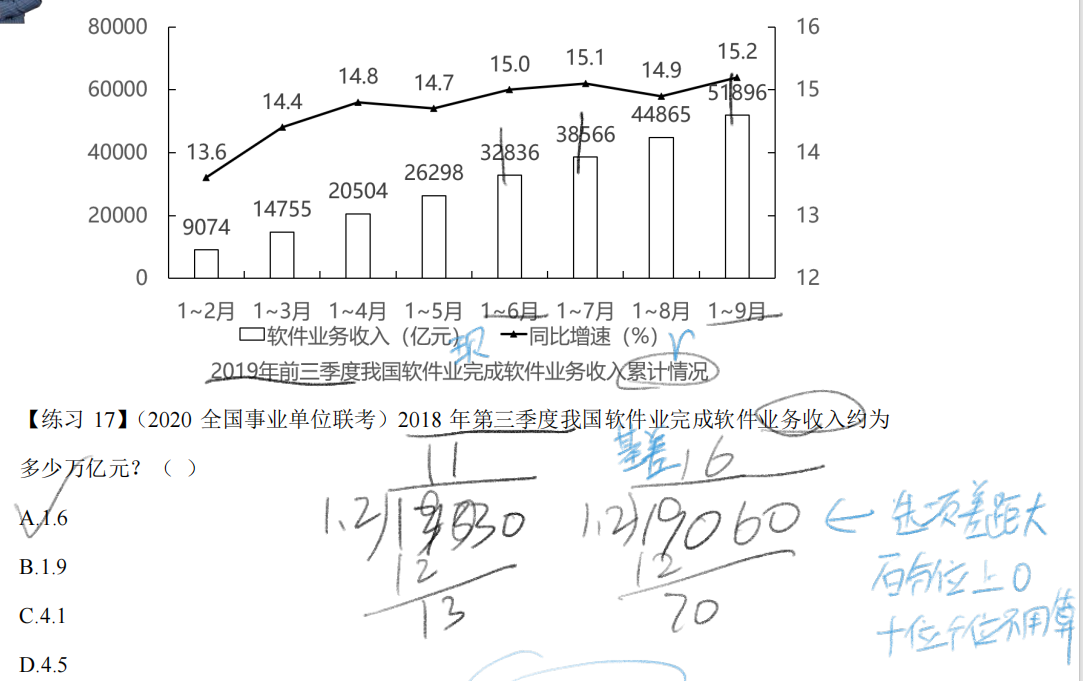 80000 16
15.2
15.0 15.1
14.8 14.7 14.9
60000 15
51896
14.4 44865
38566
13.6 32836
40000 14
26298
20504
14755
20000 9074 13
0 12
1~2月 1~3月 1~4月 1~5月 1~6月 1~7月 1~8月 1~9月
软件业务收入（亿元） 同比增速（%）
现 r
2019年前三季度我国软件业完成软件业务收入累计情况
【练习 17】（2020 全国事业单位联考）2018 年第三季度我国软件业完成软件业务收入约为
多少万亿元？（ ）
11 基差 16
A.1.6
1.2 1.2 19060 ← 选项差距大
B.1.9
12 12 百位上0
13 70 十位个位不用算
C.4.1
D.4.5